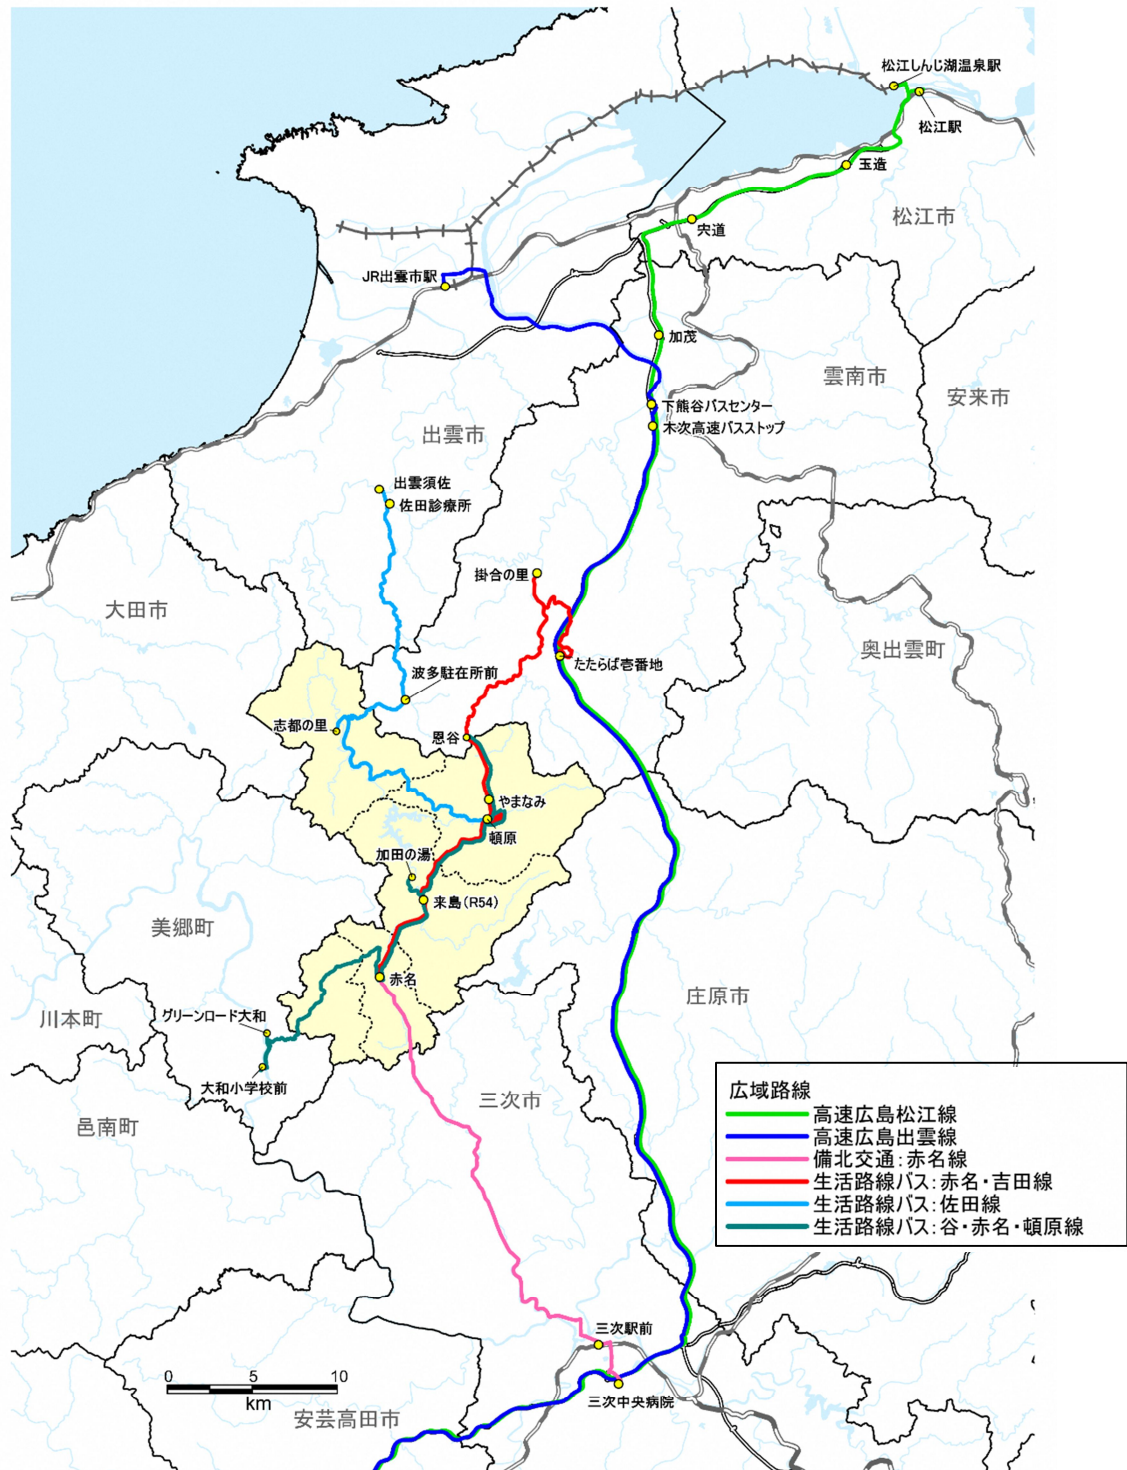 松江しんじ湖温泉駅
松江駅
玉造
松江市
宍道
JR出雲市駅
加茂
雲南市
安来市
下熊谷バスセンター
木次高速バスストップ
出雲市
出雲須佐
佐田診療所
掛合の里
大田市
奥出雲町
たたらば壱番地
波多駐在所前
志都の里
恩谷
やまなみ
頓原
加田の湯
来島(R54)
美郷町
赤名
庄原市
川本町
グリーンロード大和
大和小学校前
三次市
邑南町
広域路線
高速広島松江線
高速広島出雲線
備北交通:赤名線
生活路線バス:赤名・吉田線
生活路線バス:佐田線
生活路線バス:谷・赤名・頓原線
三次駅前
0 5 10
km
三次中央病院
安芸高田市